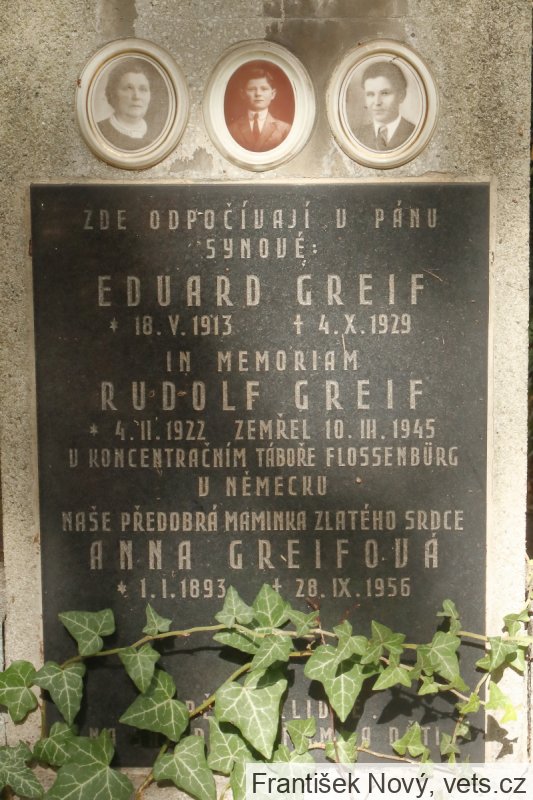 ZDE ODPOČÍVAJÍ V PÁNU
SYNOVÉ:
EDUARD GREIF
* 18.V.1913 † 4.X.1929
IN MEMORIAM
RUDOLF GREIF
* 4.II.1922 ZEMŘEL 10.III.1945
V KONCENTRAČNÍM TÁBOŘE FLOSSENBÜRG
V NĚMECKU
NAŠE PŘEDOBRÁ MAMINKA ZLATÉHO SRDCE
ANNA GREIFOVÁ
* 1.I.1893 † 28.IX.1956
A DĚTI.
František Nový, vets.cz